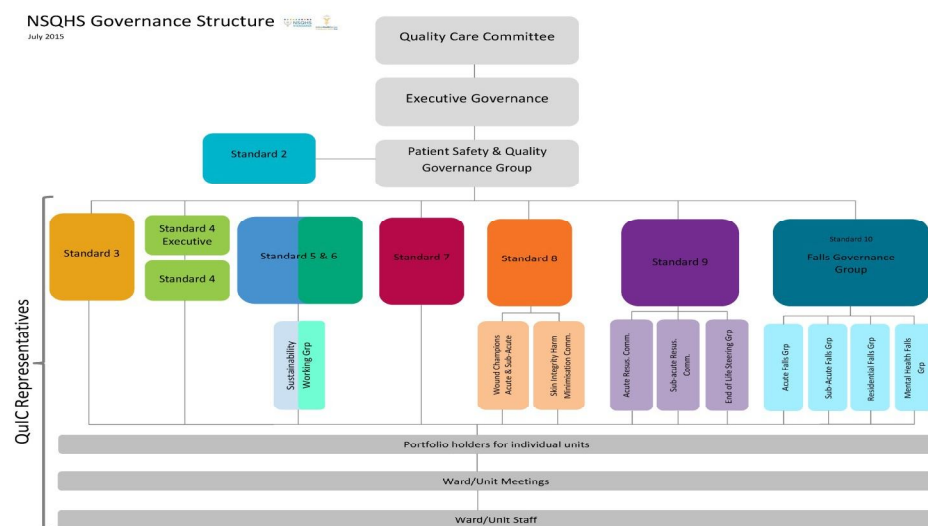 NSQHS Governance Structure
July 2015
NSQHS
Quality Care Committee
Executive Governance
Patient Safety & Quality
Governance Group
Standard 2
Standard 3
Standard 4
Executive
Standard 4
Standard 5 & 6
Standard 7
Standard 8
Standard 9
Standard 10
Falls Governance
Group
Sustainability
Working Grp
Wound Champions
Acute & Sub-Acute
Skin Integrity Harm
Minimisation Comm.
Acute Resus. Comm.
Sub-acute Resus.
Comm.
End of Life Steering Grp
Acute Falls Grp
Sub-Acute Falls Grp
Residential Falls Grp
Mental Health Falls
Grp
QuIC Representatives
Portfolio holders for individual units
Ward/Unit Meetings
Ward/Unit Staff